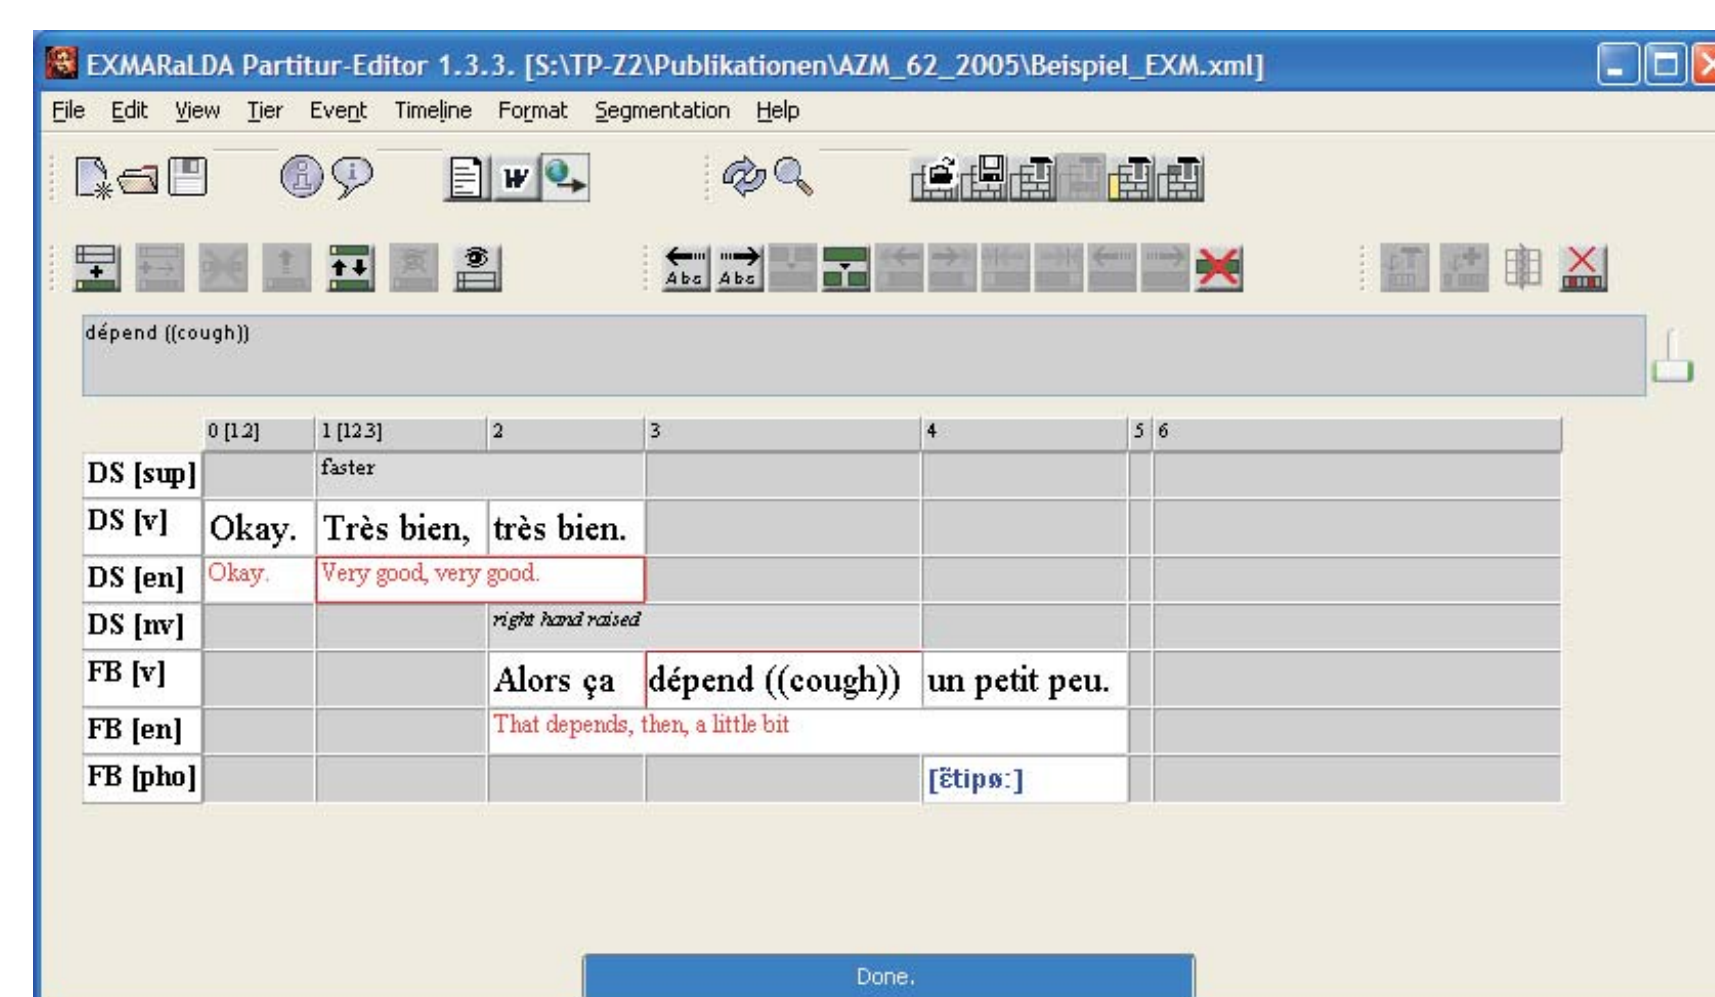 EXMARaLDA Partitur-Editor 1.3.3. [S:\TP-Z2\Publikationen\AZM_62_2005\Beispiel_EXM.xml]
File Edit View Tier Event Timeline Format Segmentation Help
Abc Abc
dépend ((cough))
0 [1.2] 1 [12.3] 2 3 4 5 6
DS [sup] faster
DS [v] Okay. Très bien, très bien.
DS [en] Okay. Very good, very good.
DS [nv] right hand raised
FB [v] Alors ça dépend ((cough)) un petit peu.
FB [en] That depends, then, a little bit
FB [pho] [ɛ̃tipø:]
Done.